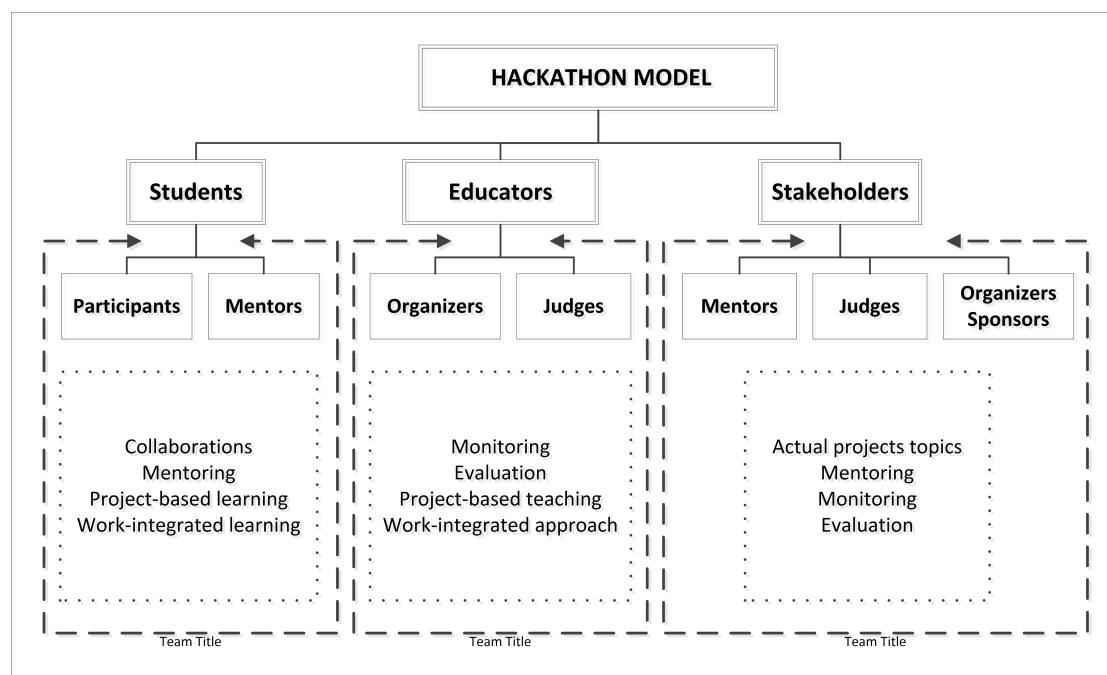 HACKATHON MODEL
Students
Educators
Stakeholders
Participants
Mentors
Organizers
Judges
Mentors
Judges
Organizers
Sponsors
Collaborations
Mentoring
Project-based learning
Work-integrated learning
Monitoring
Evaluation
Project-based teaching
Work-integrated approach
Actual projects topics
Mentoring
Monitoring
Evaluation
Team Title
Team Title
Team Title